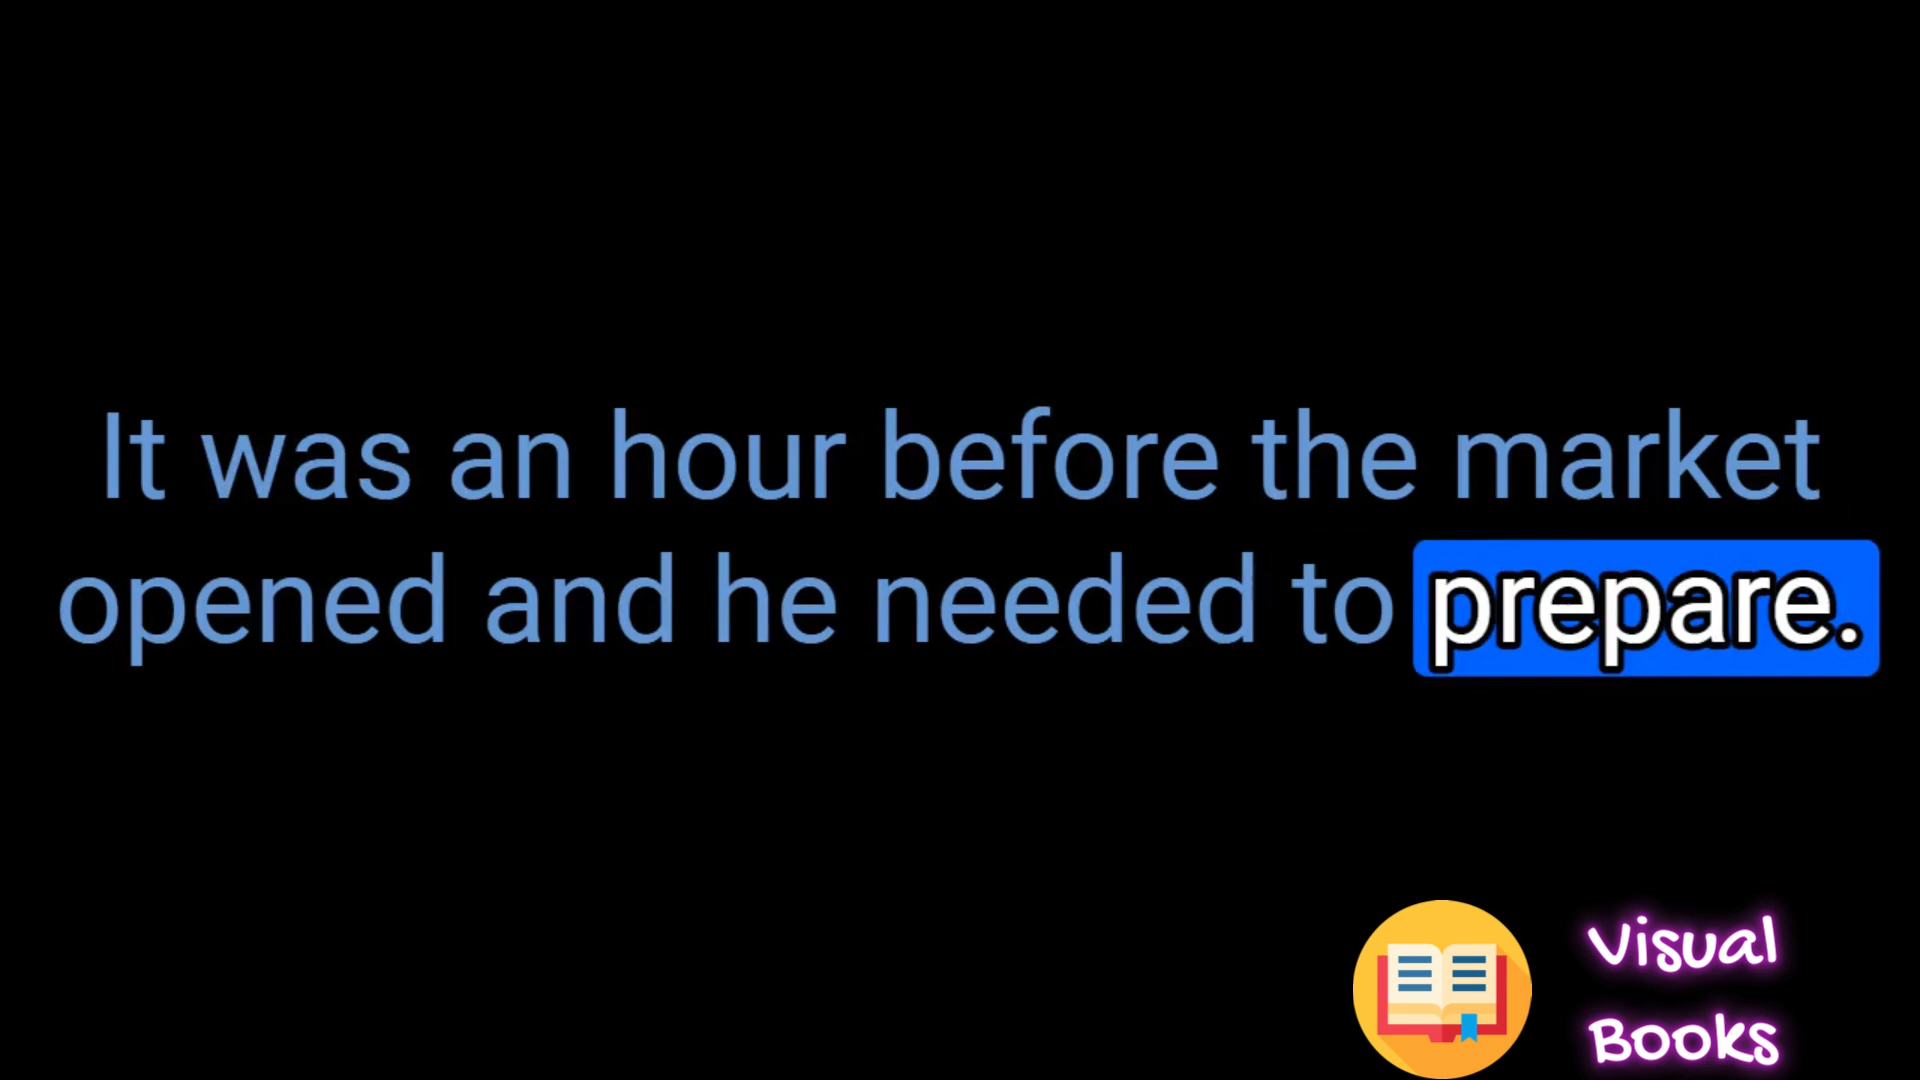 It was an hour before the market
opened and he needed to prepare.
Visual
Books